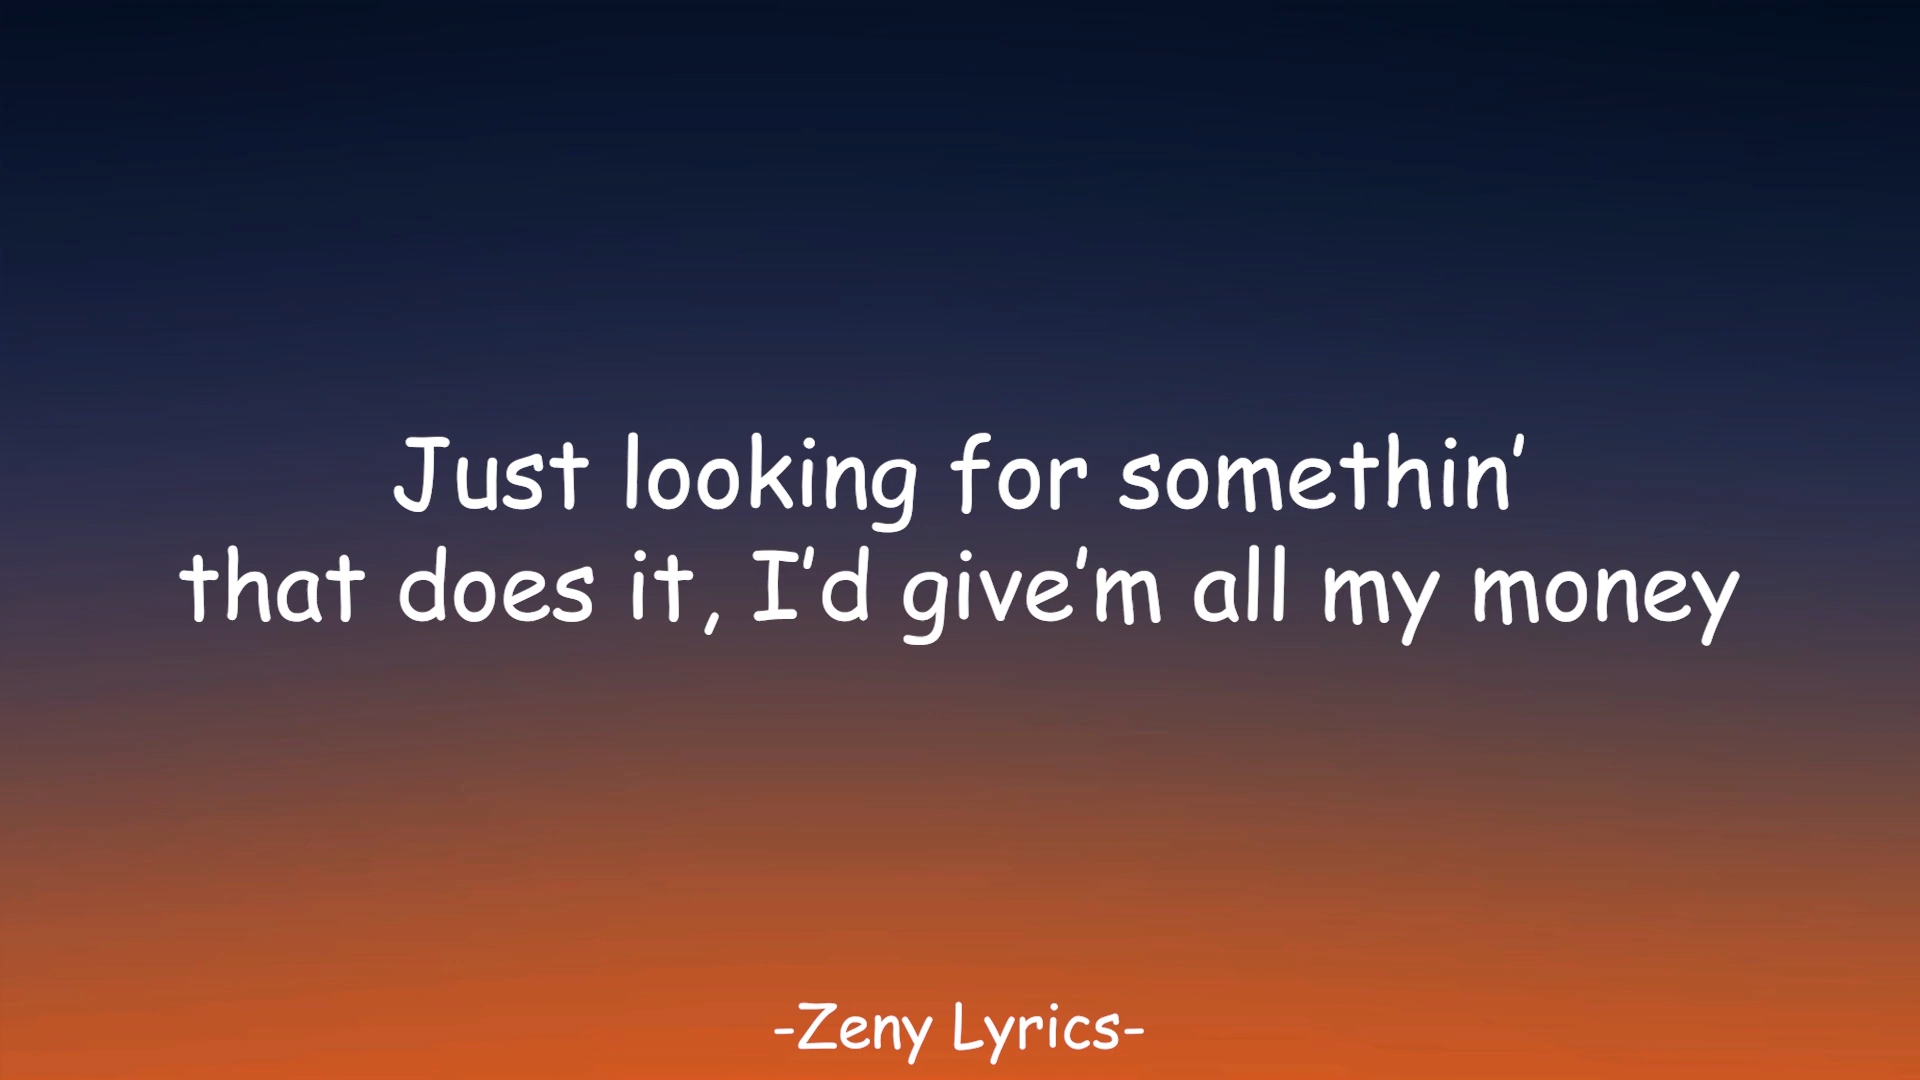 Just looking for somethin’
that does it, I’d give’m all my money
-Zeny Lyrics-